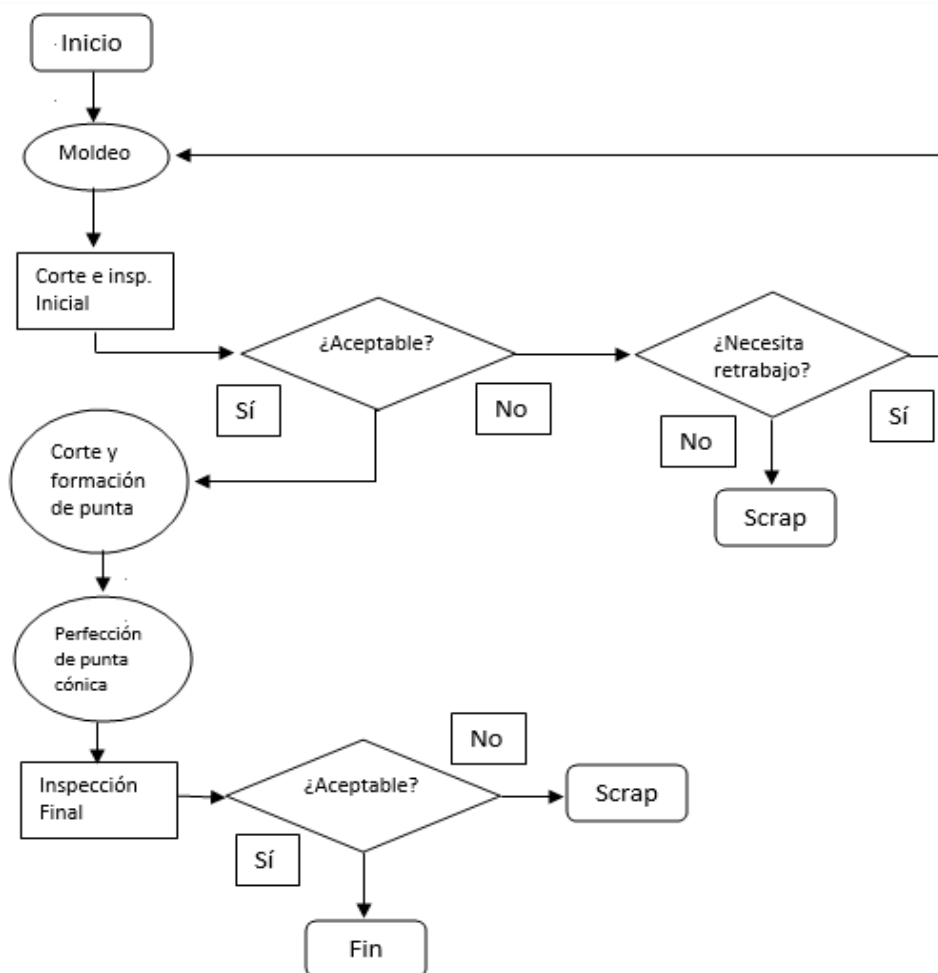 Inicio
Moldeo
Corte e insp.
Inicial
¿Aceptable?
¿Necesita
retrabajo?
Sí
No
No
Sí
Corte y
formación
de punta
Scrap
Perfección
de punta
cónica
No
Inspección
Final
¿Aceptable?
Scrap
Sí
Fin